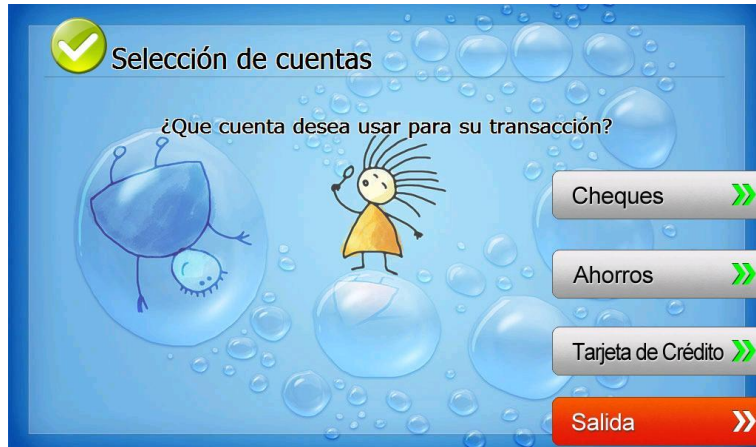 Selección de cuentas
¿Que cuenta desea usar para su transacción?
Cheques
Ahorros
Tarjeta de Crédito
Salida